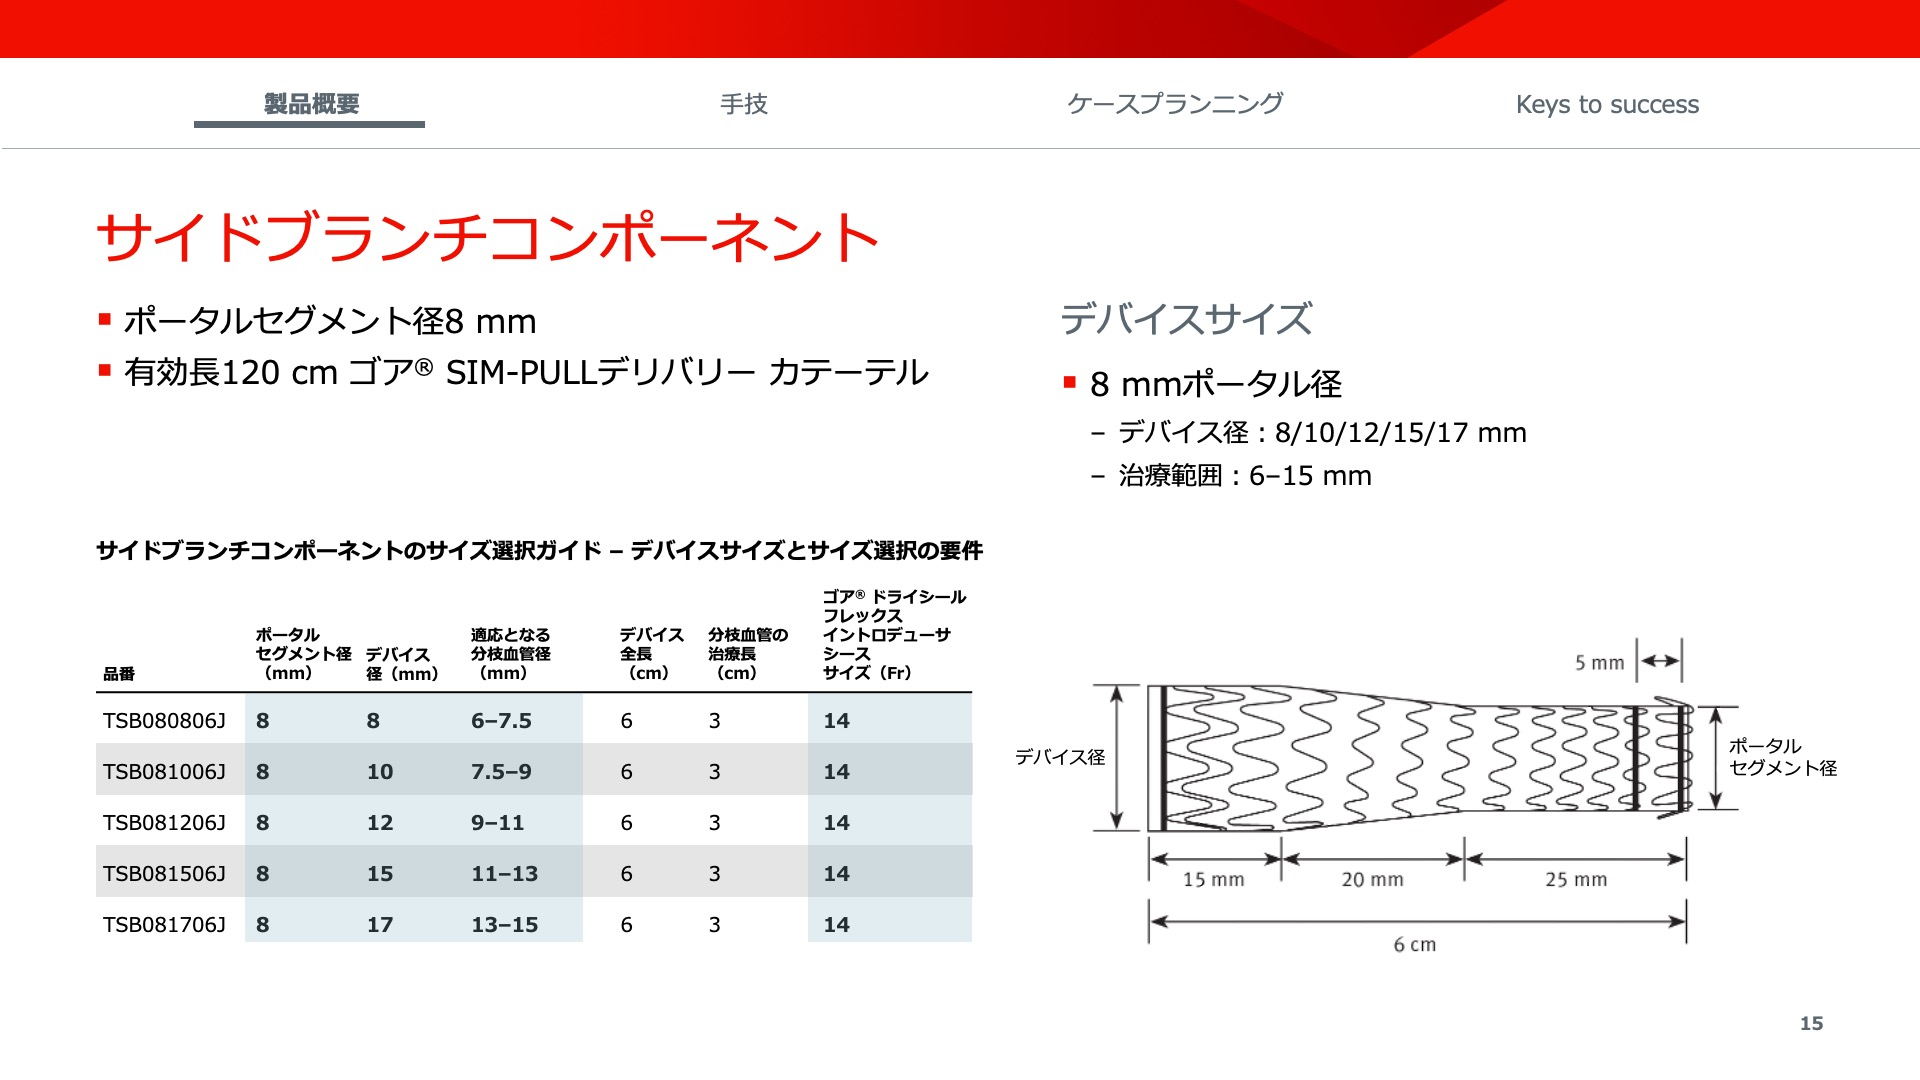 製品概要
手技
ケースプランニング
Keys to success
サイドブランチコンポーネント
▪ ポータルセグメント径8 mm
▪ 有効長120 cm ゴア® SIM-PULLデリバリー カテーテル
デバイスサイズ
▪ 8 mmポータル径
– デバイス径：8/10/12/15/17 mm
– 治療範囲：6–15 mm
サイドブランチコンポーネントのサイズ選択ガイド – デバイスサイズとサイズ選択の要件
品番
ポータル
セグメント径
（mm）
デバイス
径（mm）
適応となる
分枝血管径
（mm）
デバイス
全長
（cm）
分枝血管の
治療長
（cm）
ゴア® ドライシール
フレックス
イントロデューサ
シース
サイズ（Fr）
TSB080806J 8 8 6–7.5 6 3 14
TSB081006J 8 10 7.5–9 6 3 14
TSB081206J 8 12 9–11 6 3 14
TSB081506J 8 15 11–13 6 3 14
TSB081706J 8 17 13–15 6 3 14
5 mm
デバイス径
ポータル
セグメント径
15 mm
20 mm
25 mm
6 cm
15